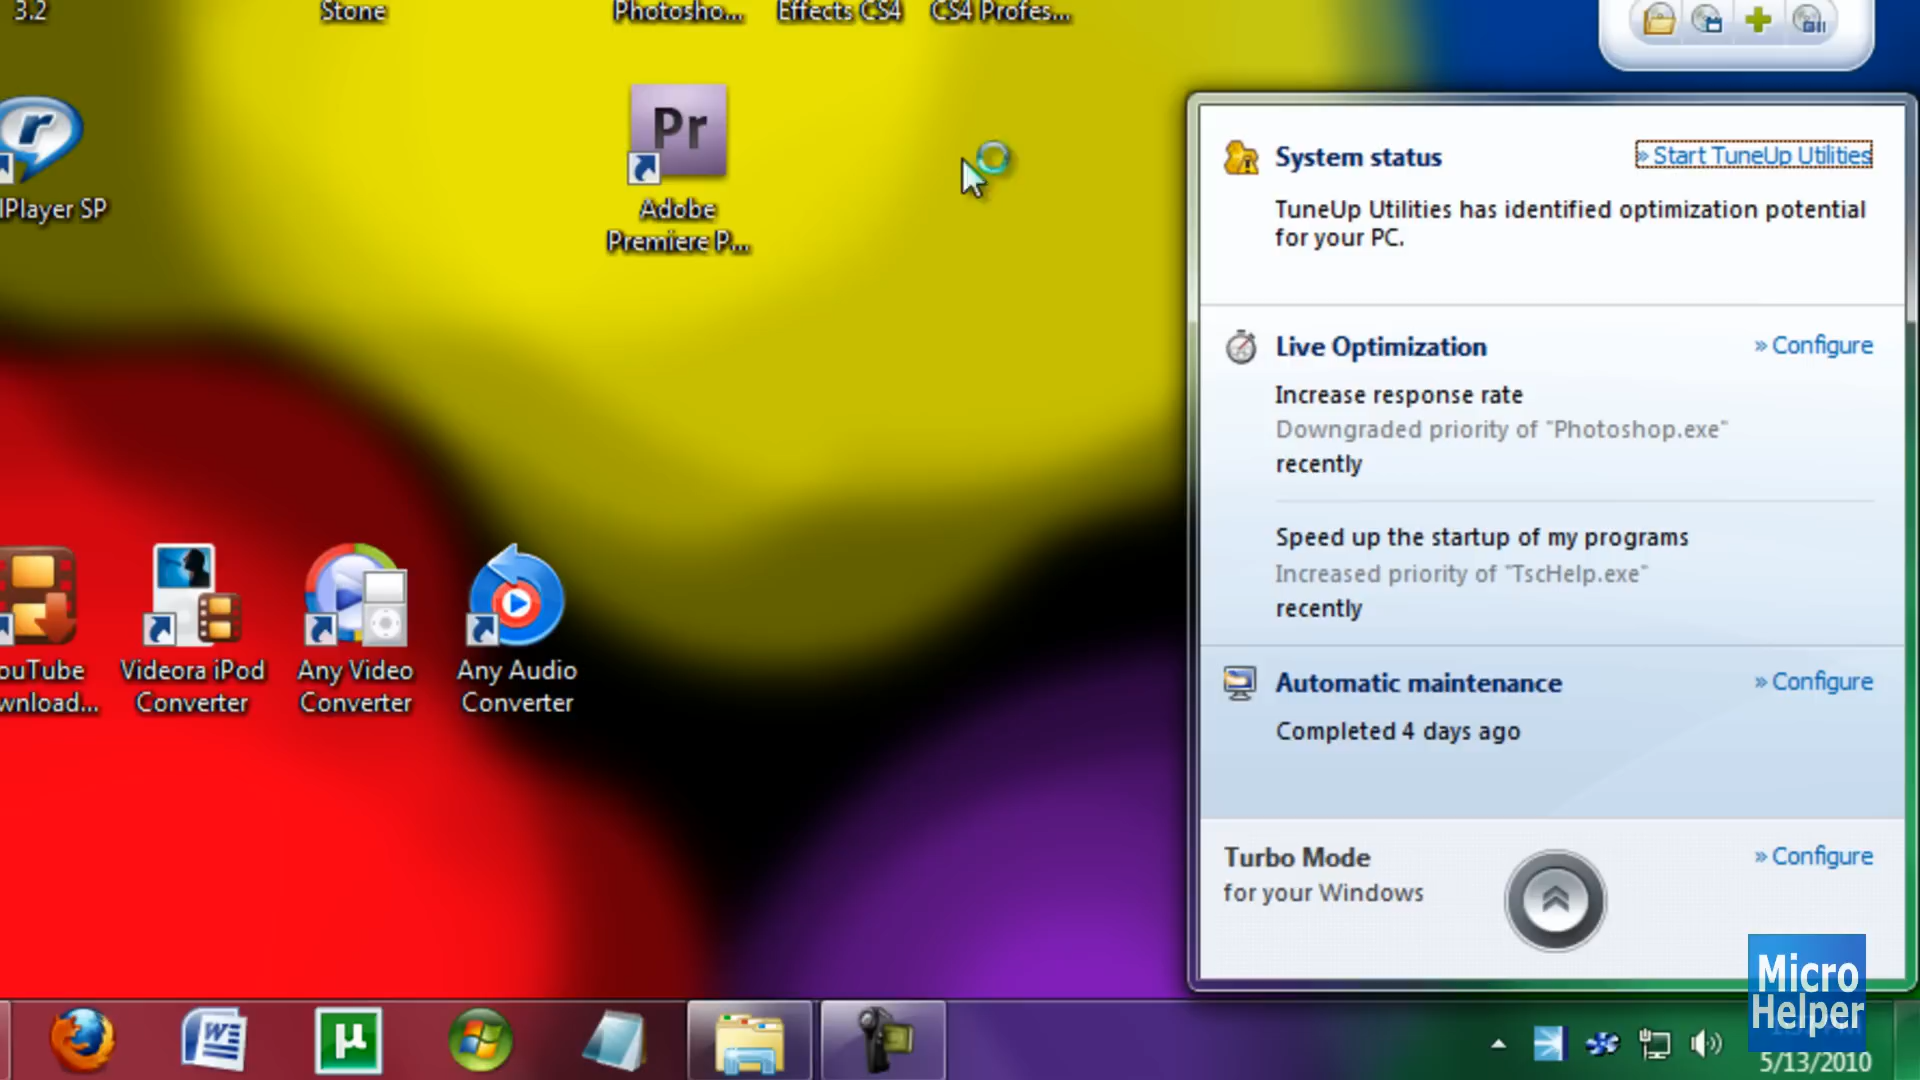 3.2
Stone
Photosho...
Effects CS4
CS4 Profes...
Pr
Adobe
Premiere P...
lPlayer SP
System status
» Start TuneUp Utilities
TuneUp Utilities has identified optimization potential
for your PC.
Live Optimization
» Configure
Increase response rate
Downgraded priority of "Photoshop.exe"
recently
Speed up the startup of my programs
Increased priority of "TscHelp.exe"
recently
Automatic maintenance
» Configure
Completed 4 days ago
Turbo Mode
for your Windows
» Configure
ouTube
wnload...
Videora iPod
Converter
Any Video
Converter
Any Audio
Converter
Micro
Helper
5/13/2010